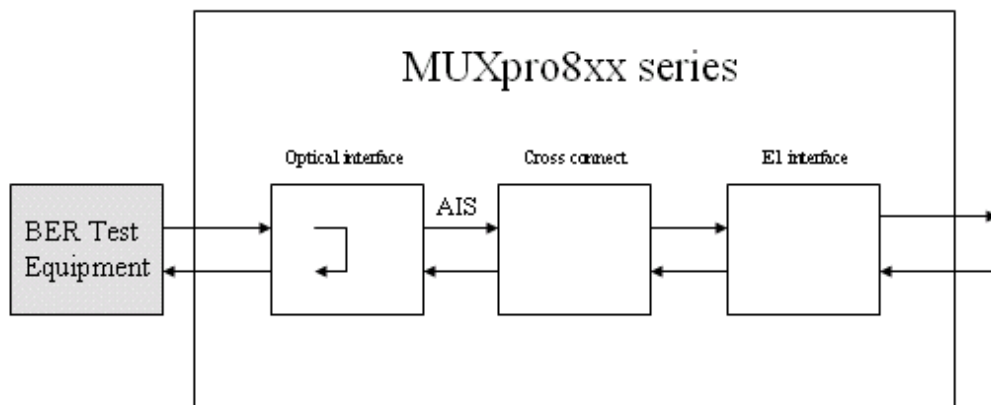 MUXpro8xx series
Optical interface
Cross connect
E1 interface
BER Test
Equipment
AIS